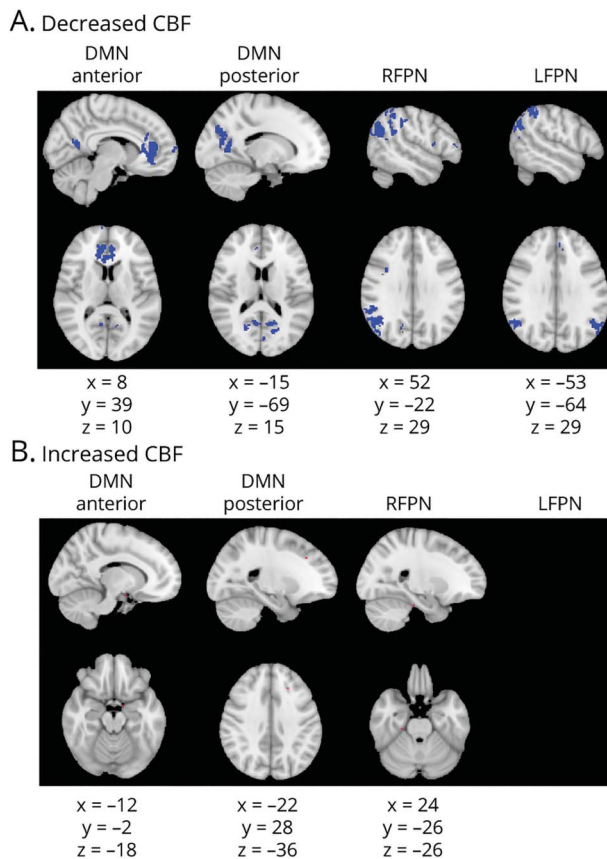 A. Decreased CBF
DMN anterior
DMN posterior
RFPN
LFPN
x = 8
y = 39
z = 10
x = –15
y = –69
z = 15
x = 52
y = –22
z = 29
x = –53
y = –64
z = 29
B. Increased CBF
DMN anterior
DMN posterior
RFPN
LFPN
x = –12
y = –2
z = –18
x = –22
y = 28
z = –36
x = 24
y = –26
z = –26